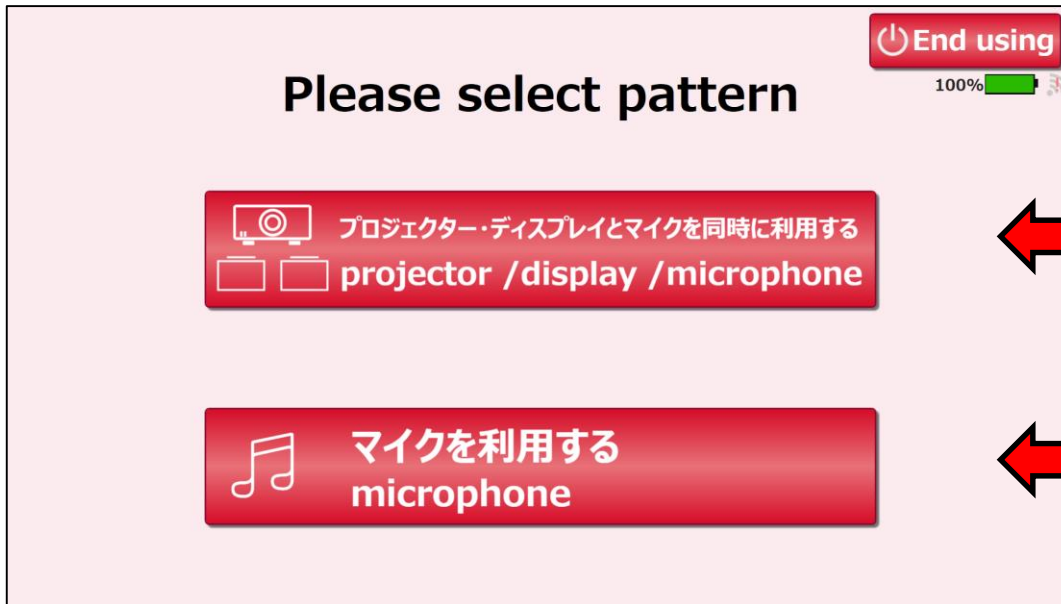 End using
100%
Please select pattern
プロジェクター・ディスプレイとマイクを同時に利用する
projector /display /microphone
マイクを利用する
microphone